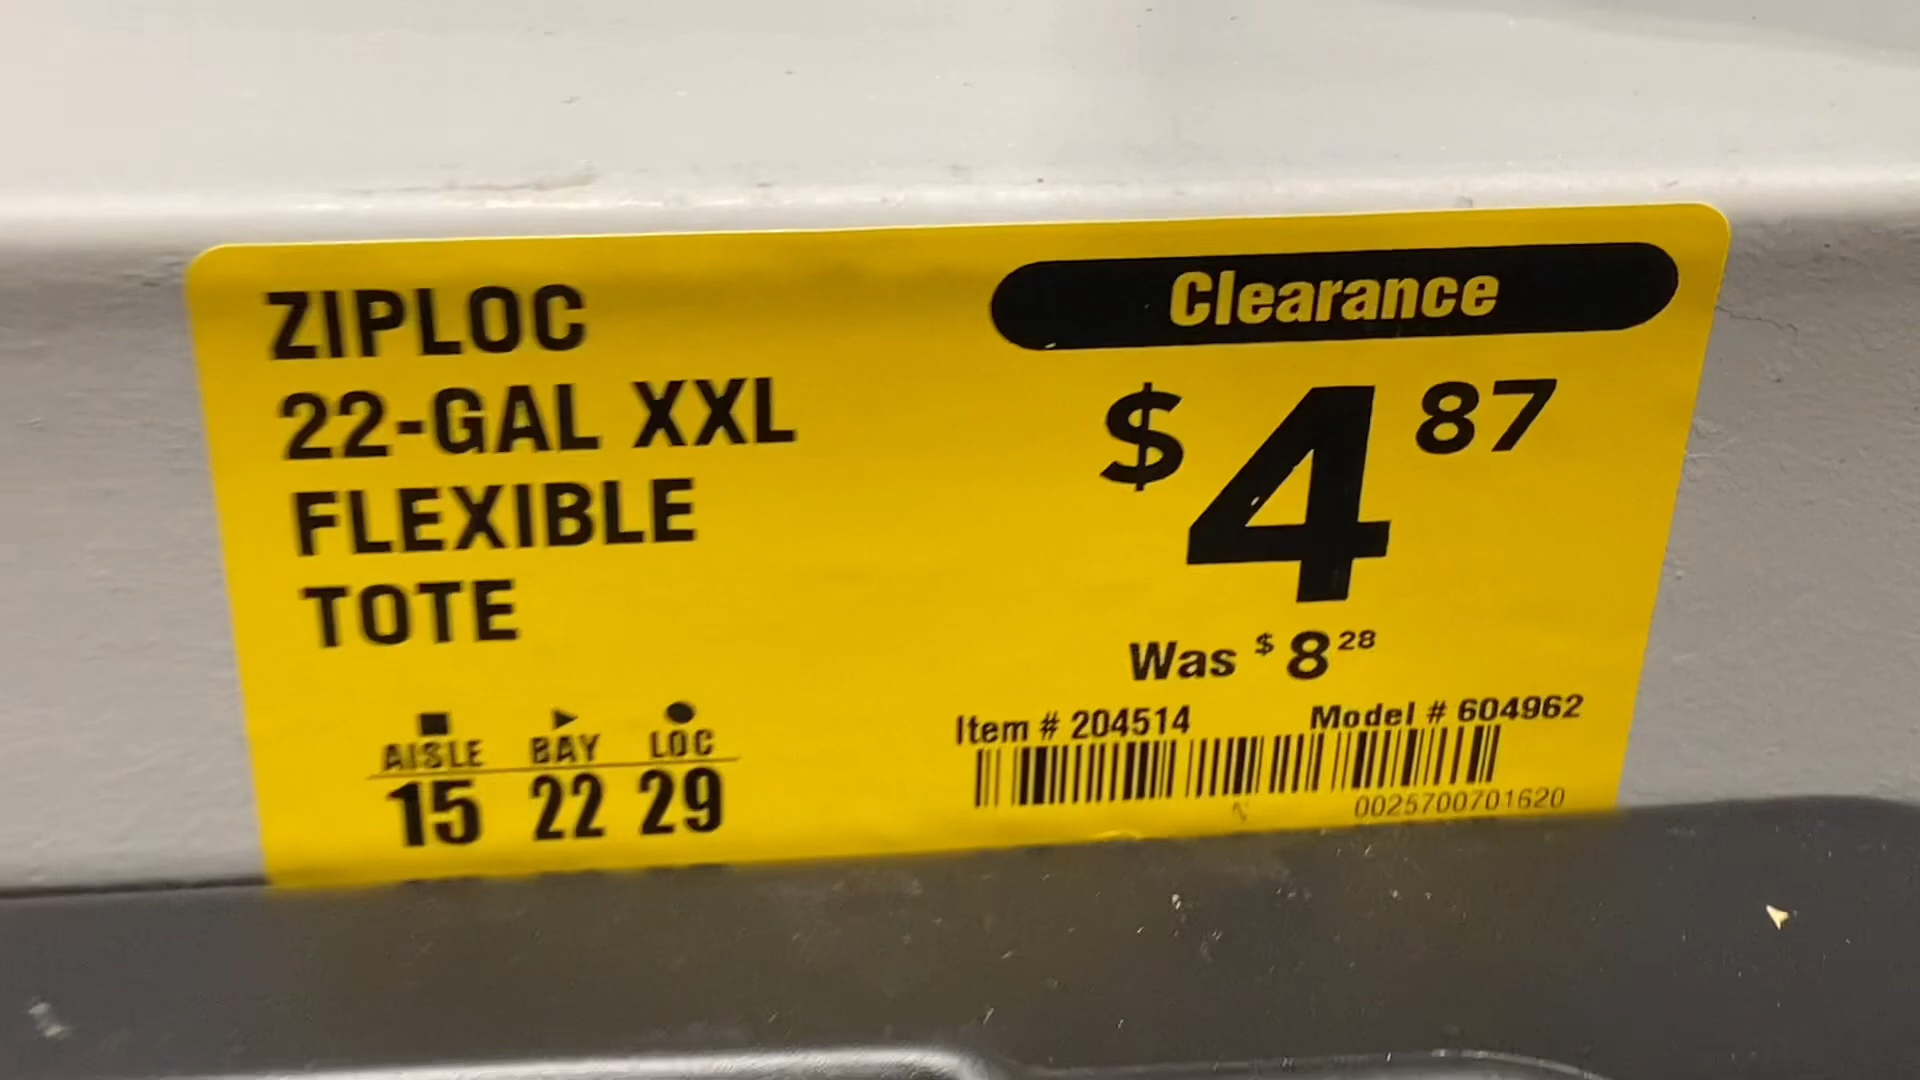 ZIPLOC
22-GAL XXL
FLEXIBLE
TOTE
AISLE BAY LOC
15 22 29
Clearance
$4 87
Was $8 28
Item # 204514 Model # 604962
0025700701620